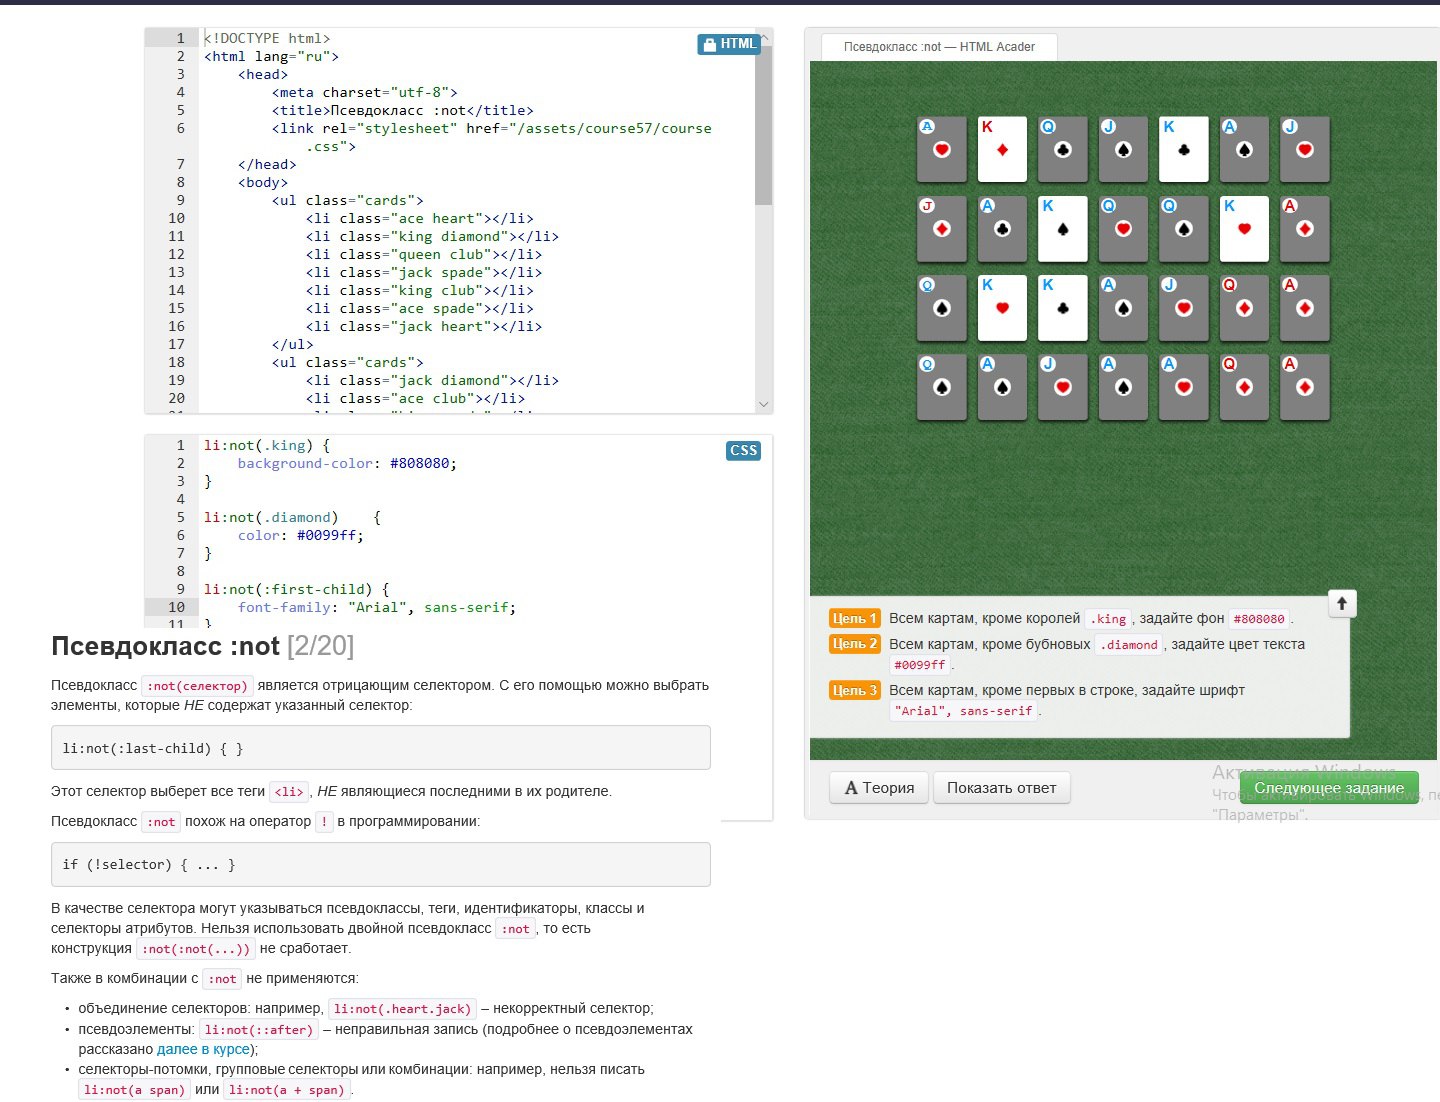 1 <!DOCTYPE html>
HTML
2 <html lang="ru">
3 <head>
4 <meta charset="utf-8">
5 <title>Псевдокласс :not</title>
6 <link rel="stylesheet" href="/assets/course57/course
.css">
7 </head>
8 <body>
9 <ul class="cards">
10 <li class="ace heart"></li>
11 <li class="king diamond"></li>
12 <li class="queen club"></li>
13 <li class="jack spade"></li>
14 <li class="king club"></li>
15 <li class="ace spade"></li>
16 <li class="jack heart"></li>
17 </ul>
18 <ul class="cards">
19 <li class="jack diamond"></li>
20 <li class="ace club"></li>
1 li:not(.king) {
CSS
2 background-color: #808080;
3 }
4
5 li:not(.diamond) {
6 color: #0099ff;
7 }
8
9 li:not(:first-child) {
10 font-family: "Arial", sans-serif;
11 }
Псевдокласс :not [2/20]
Псевдокласс :not(селектор) является отрицающим селектором. С его помощью можно выбрать
элементы, которые НЕ содержат указанный селектор:
li:not(:last-child) { }
Этот селектор выберет все теги <li>, НЕ являющиеся последними в их родителе.
Псевдокласс :not похож на оператор ! в программировании:
if (!selector) { ... }
В качестве селектора могут указываться псевдоклассы, теги, идентификаторы, классы и
селекторы атрибутов. Нельзя использовать двойной псевдокласс :not, то есть
конструкция :not(:not(...)) не сработает.
Также в комбинации с :not не применяются:
• объединение селекторов: например, li:not(.heart.jack) – некорректный селектор;
• псевдоэлементы: li:not(::after) – неправильная запись (подробнее о псевдоэлементах
рассказано далее в курсе);
• селекторы-потомки, групповые селекторы или комбинации: например, нельзя писать
li:not(a span) или li:not(a + span).
Псевдокласс :not — HTML Acader
A K Q J K A J
J A K Q Q K A
Q K K A J Q A
Q A J A A Q A
Цель 1 Всем картам, кроме королей .king, задайте фон #808080.
Цель 2 Всем картам, кроме бубновых .diamond, задайте цвет текста
#0099ff.
Цель 3 Всем картам, кроме первых в строке, задайте шрифт
"Arial", sans-serif.
Активация Windows
A Теория Показать ответ Следующее задание
Чтобы активировать Windows, пе
"Параметры".